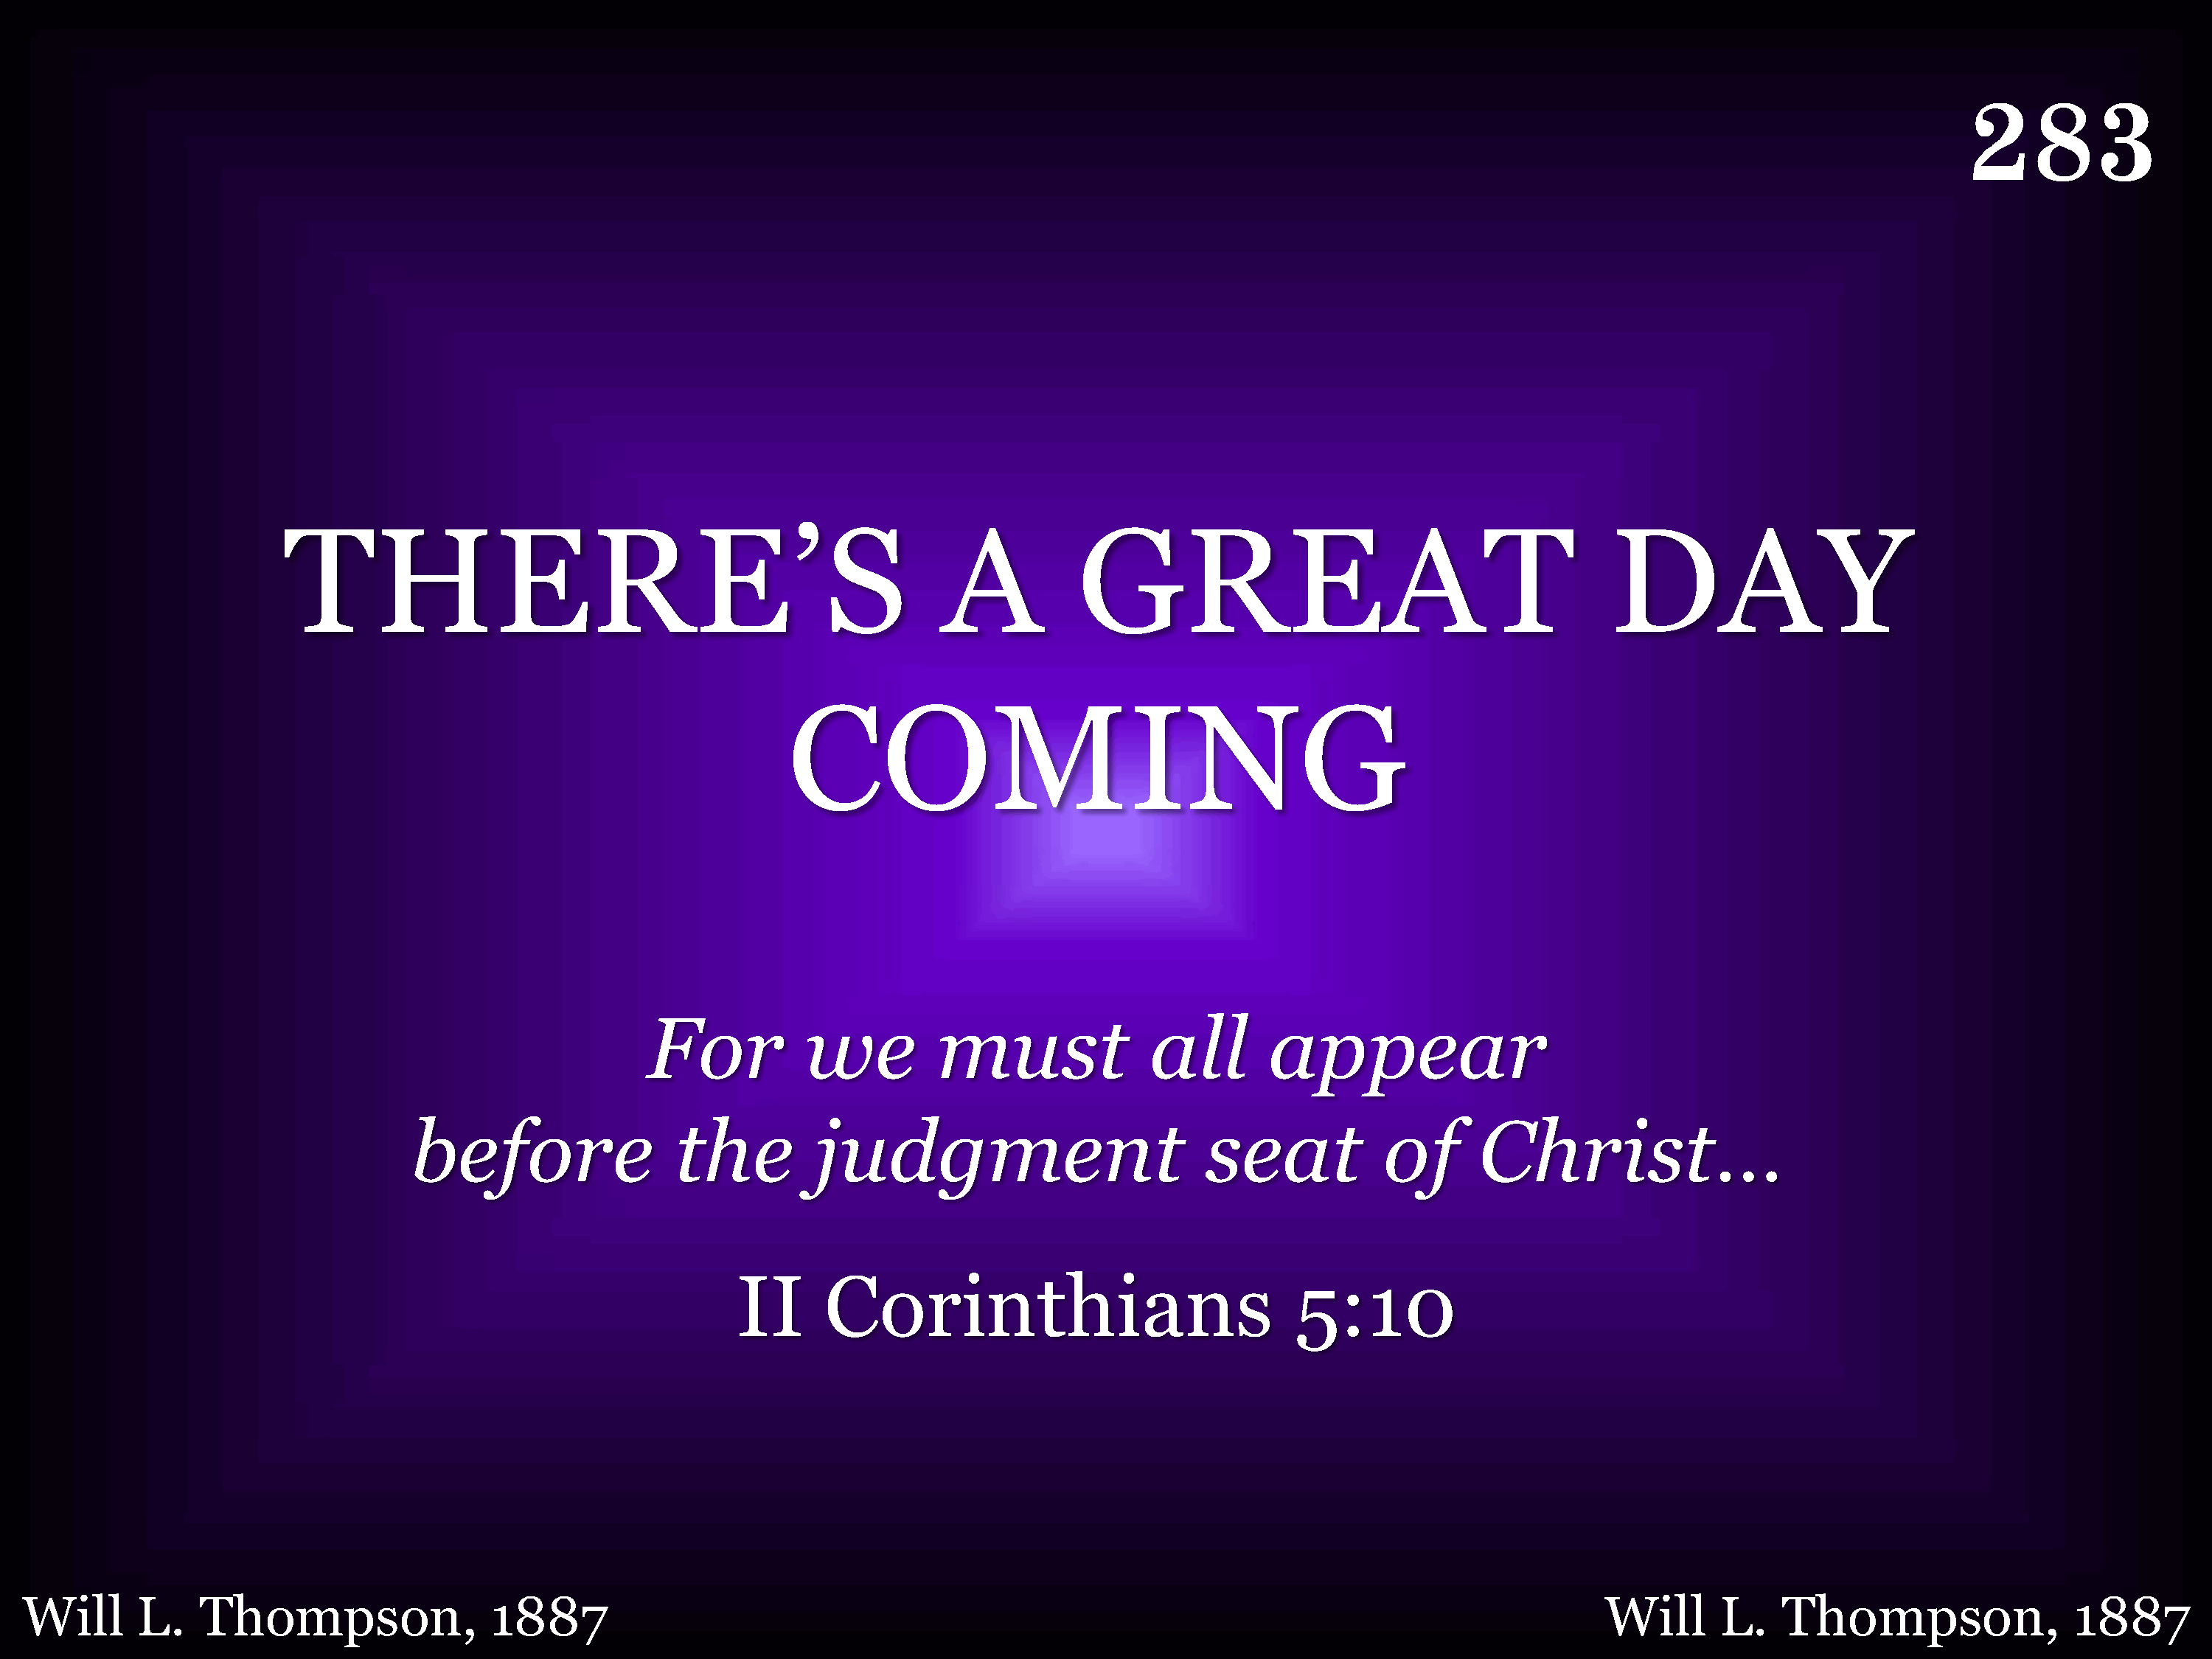 283
THERE’S A GREAT DAY
COMING
For we must all appear
before the judgment seat of Christ…
II Corinthians 5:10
Will L. Thompson, 1887
Will L. Thompson, 1887